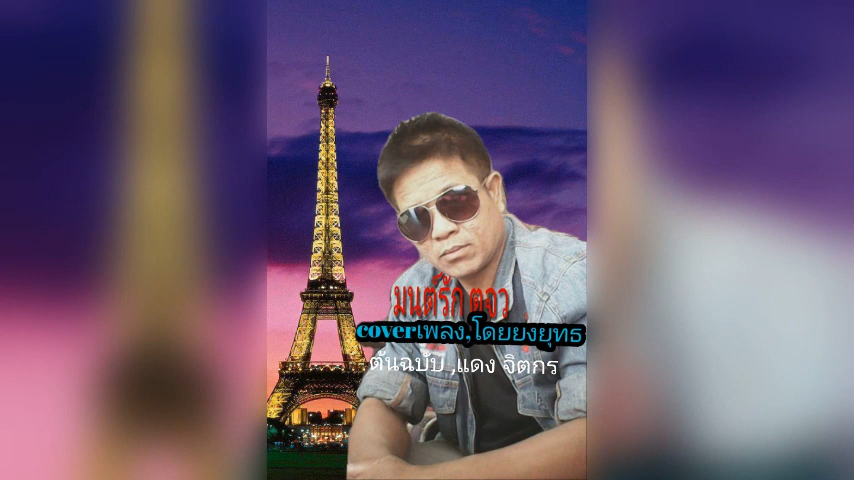 มนต์รัก ตจว
coverเพลง,โดยยงยุทธ
ต้นฉบับ ,แดง จิตกร